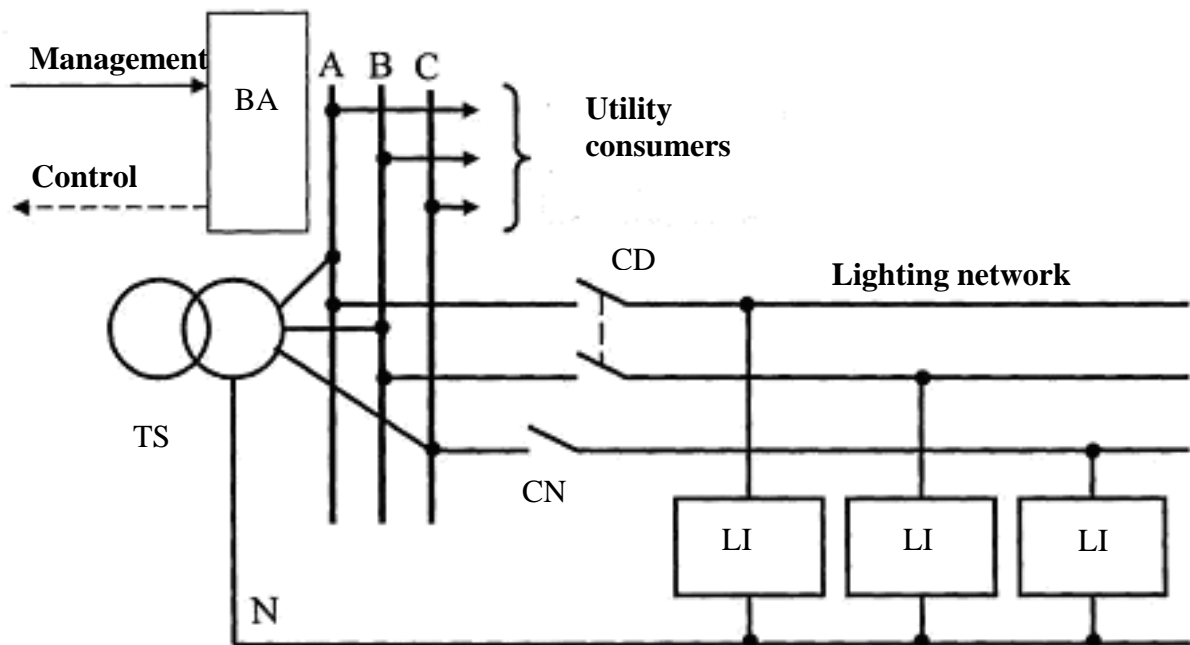 Management
BA
A B C
Utility
consumers
Control
CD
Lighting network
TS
CN
LI
LI
LI
N